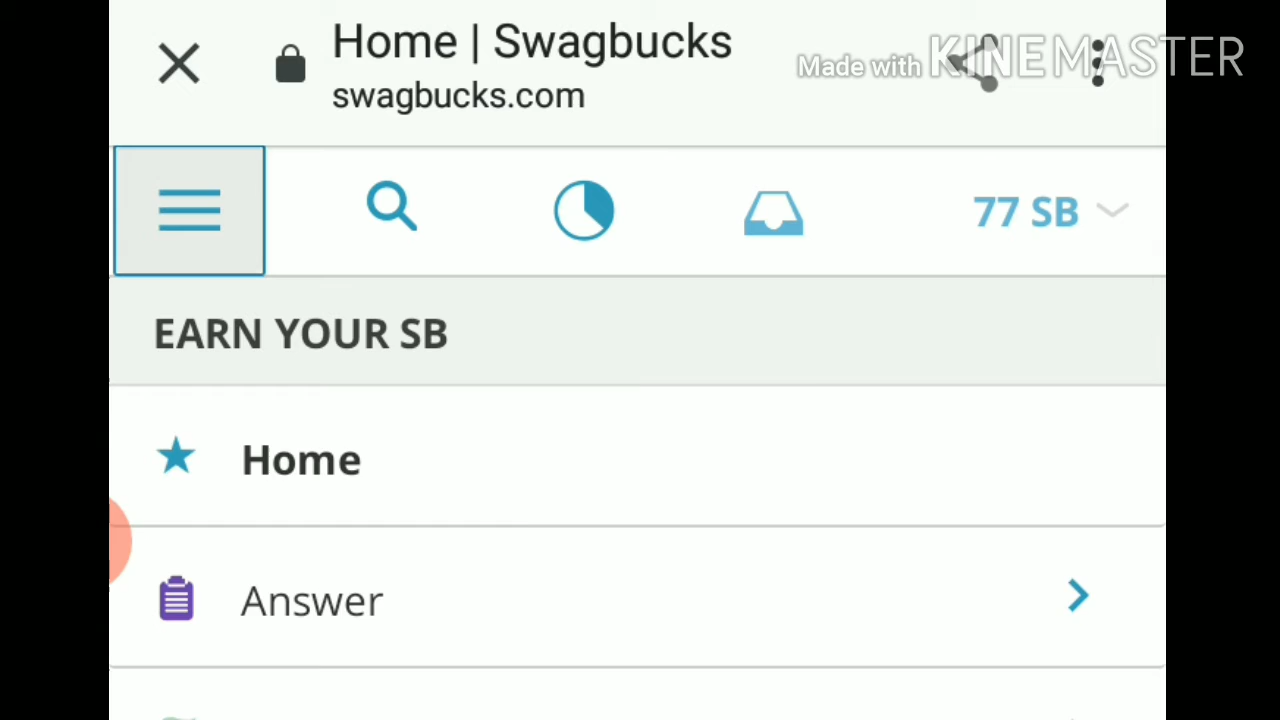 Home | Swagbucks
swagbucks.com
Made with KINEMASTER
77 SB
EARN YOUR SB
Home
Answer